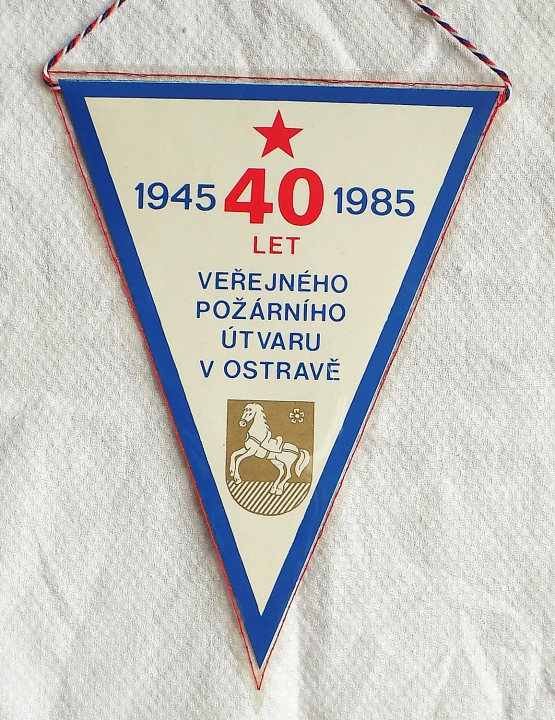 1945 40 1985
LET
VEŘEJNÉHO
POŽÁRNÍHO
ÚTVARU
V OSTRAVĚ